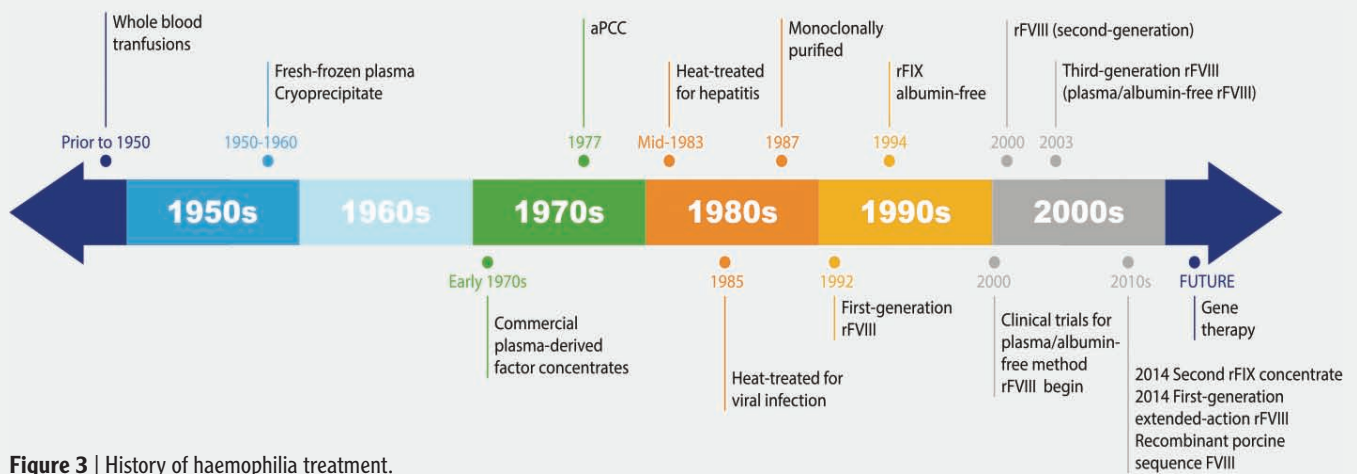 Whole blood
tranfusions
Prior to 1950
Fresh-frozen plasma
Cryoprecipitate
1950-1960
aPCC
1977
Heat-treated
for hepatitis
Mid-1983
Monoclonally
purified
1987
rFIX
albumin-free
1994
rFVIII (second-generation)
2000
Third-generation rFVIII
(plasma/albumin-free rFVIII)
2003
1950s
1960s
1970s
1980s
1990s
2000s
Early 1970s
Commercial
plasma-derived
factor concentrates
1985
Heat-treated for
viral infection
1992
First-generation
rFVIII
2000
Clinical trials for
plasma/albumin-
free method
rFVIII begin
2010s
2014 Second rFIX concentrate
2014 First-generation
extended-action rFVIII
Recombinant porcine
sequence FVIII
FUTURE
Gene
therapy
Figure 3 | History of haemophilia treatment.